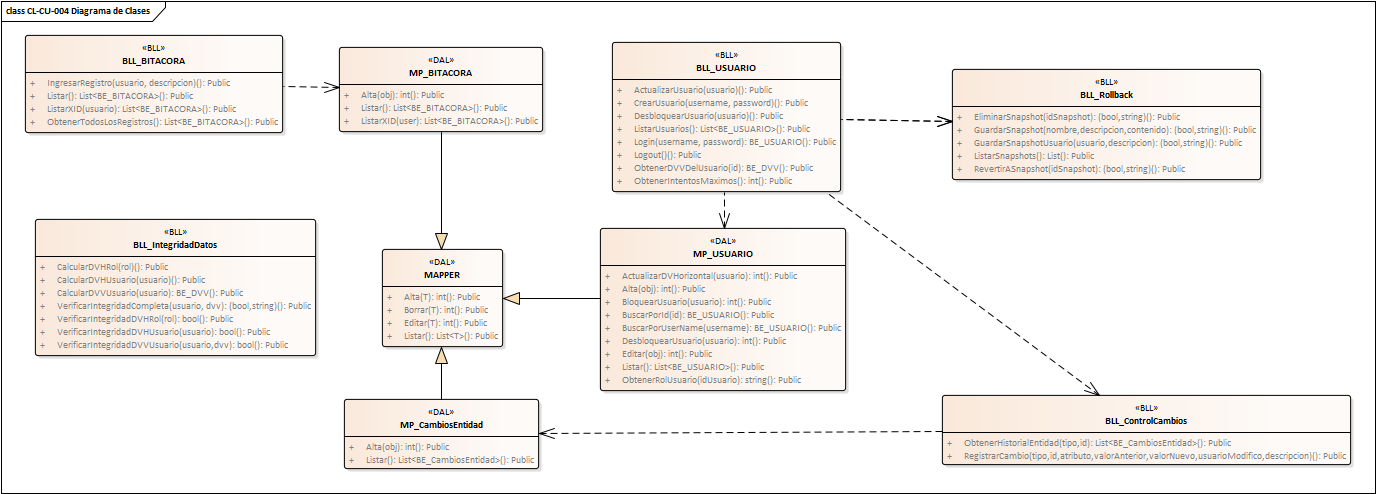 class CL-CU-004 Diagrama de Clases
«BLL»
BLL_BITACORA
+ IngresarRegistro(usuario, descripcion)(): Public
+ Listar(): List<BE_BITACORA>(): Public
+ ListarXID(usuario): List<BE_BITACORA>(): Public
+ ObtenerTodosLosRegistros(): List<BE_BITACORA>(): Public
«DAL»
MP_BITACORA
+ Alta(obj): int(): Public
+ Listar(): List<BE_BITACORA>(): Public
+ ListarXID(user): List<BE_BITACORA>(): Public
«BLL»
BLL_USUARIO
+ ActualizarUsuario(usuario)(): Public
+ CrearUsuario(username, password)(): Public
+ DesbloquearUsuario(usuario)(): Public
+ ListarUsuarios(): List<BE_USUARIO>(): Public
+ Login(username, password): BE_USUARIO(): Public
+ Logout()(): Public
+ ObtenerDVVDelUsuario(id): BE_DVV(): Public
+ ObtenerIntentosMaximos(): int(): Public
«BLL»
BLL_Rollback
+ EliminarSnapshot(idSnapshot): (bool,string)(): Public
+ GuardarSnapshot(nombre,descripcion,contenido): (bool,string)(): Public
+ GuardarSnapshotUsuario(usuario,descripcion): (bool,string)(): Public
+ ListarSnapshots(): List(): Public
+ RevertirASnapshot(idSnapshot): (bool,string)(): Public
«BLL»
BLL_IntegridadDatos
+ CalcularDVHRol(rol)(): Public
+ CalcularDVHUsuario(usuario)(): Public
+ CalcularDVVUsuario(usuario): BE_DVV(): Public
+ VerificarIntegridadCompleta(usuario, dvv): (bool,string)(): Public
+ VerificarIntegridadDVHRol(rol): bool(): Public
+ VerificarIntegridadDVHUsuario(usuario): bool(): Public
+ VerificarIntegridadDVVUsuario(usuario,dvv): bool(): Public
«DAL»
MAPPER
+ Alta(T): int(): Public
+ Borrar(T): int(): Public
+ Editar(T): int(): Public
+ Listar(): List<T>(): Public
«DAL»
MP_USUARIO
+ ActualizarDVHorizontal(usuario): int(): Public
+ Alta(obj): int(): Public
+ BloquearUsuario(usuario): int(): Public
+ BuscarPorId(id): BE_USUARIO(): Public
+ BuscarPorUserName(username): BE_USUARIO(): Public
+ DesbloquearUsuario(usuario): int(): Public
+ Editar(obj): int(): Public
+ Listar(): List<BE_USUARIO>(): Public
+ ObtenerRolUsuario(idUsuario): string(): Public
«DAL»
MP_CambiosEntidad
+ Alta(obj): int(): Public
+ Listar(): List<BE_CambiosEntidad>(): Public
«BLL»
BLL_ControlCambios
+ ObtenerHistorialEntidad(tipo,id): List<BE_CambiosEntidad>(): Public
+ RegistrarCambio(tipo,id,atributo,valorAnterior,valorNuevo,usuarioModifico,descripcion)(): Public